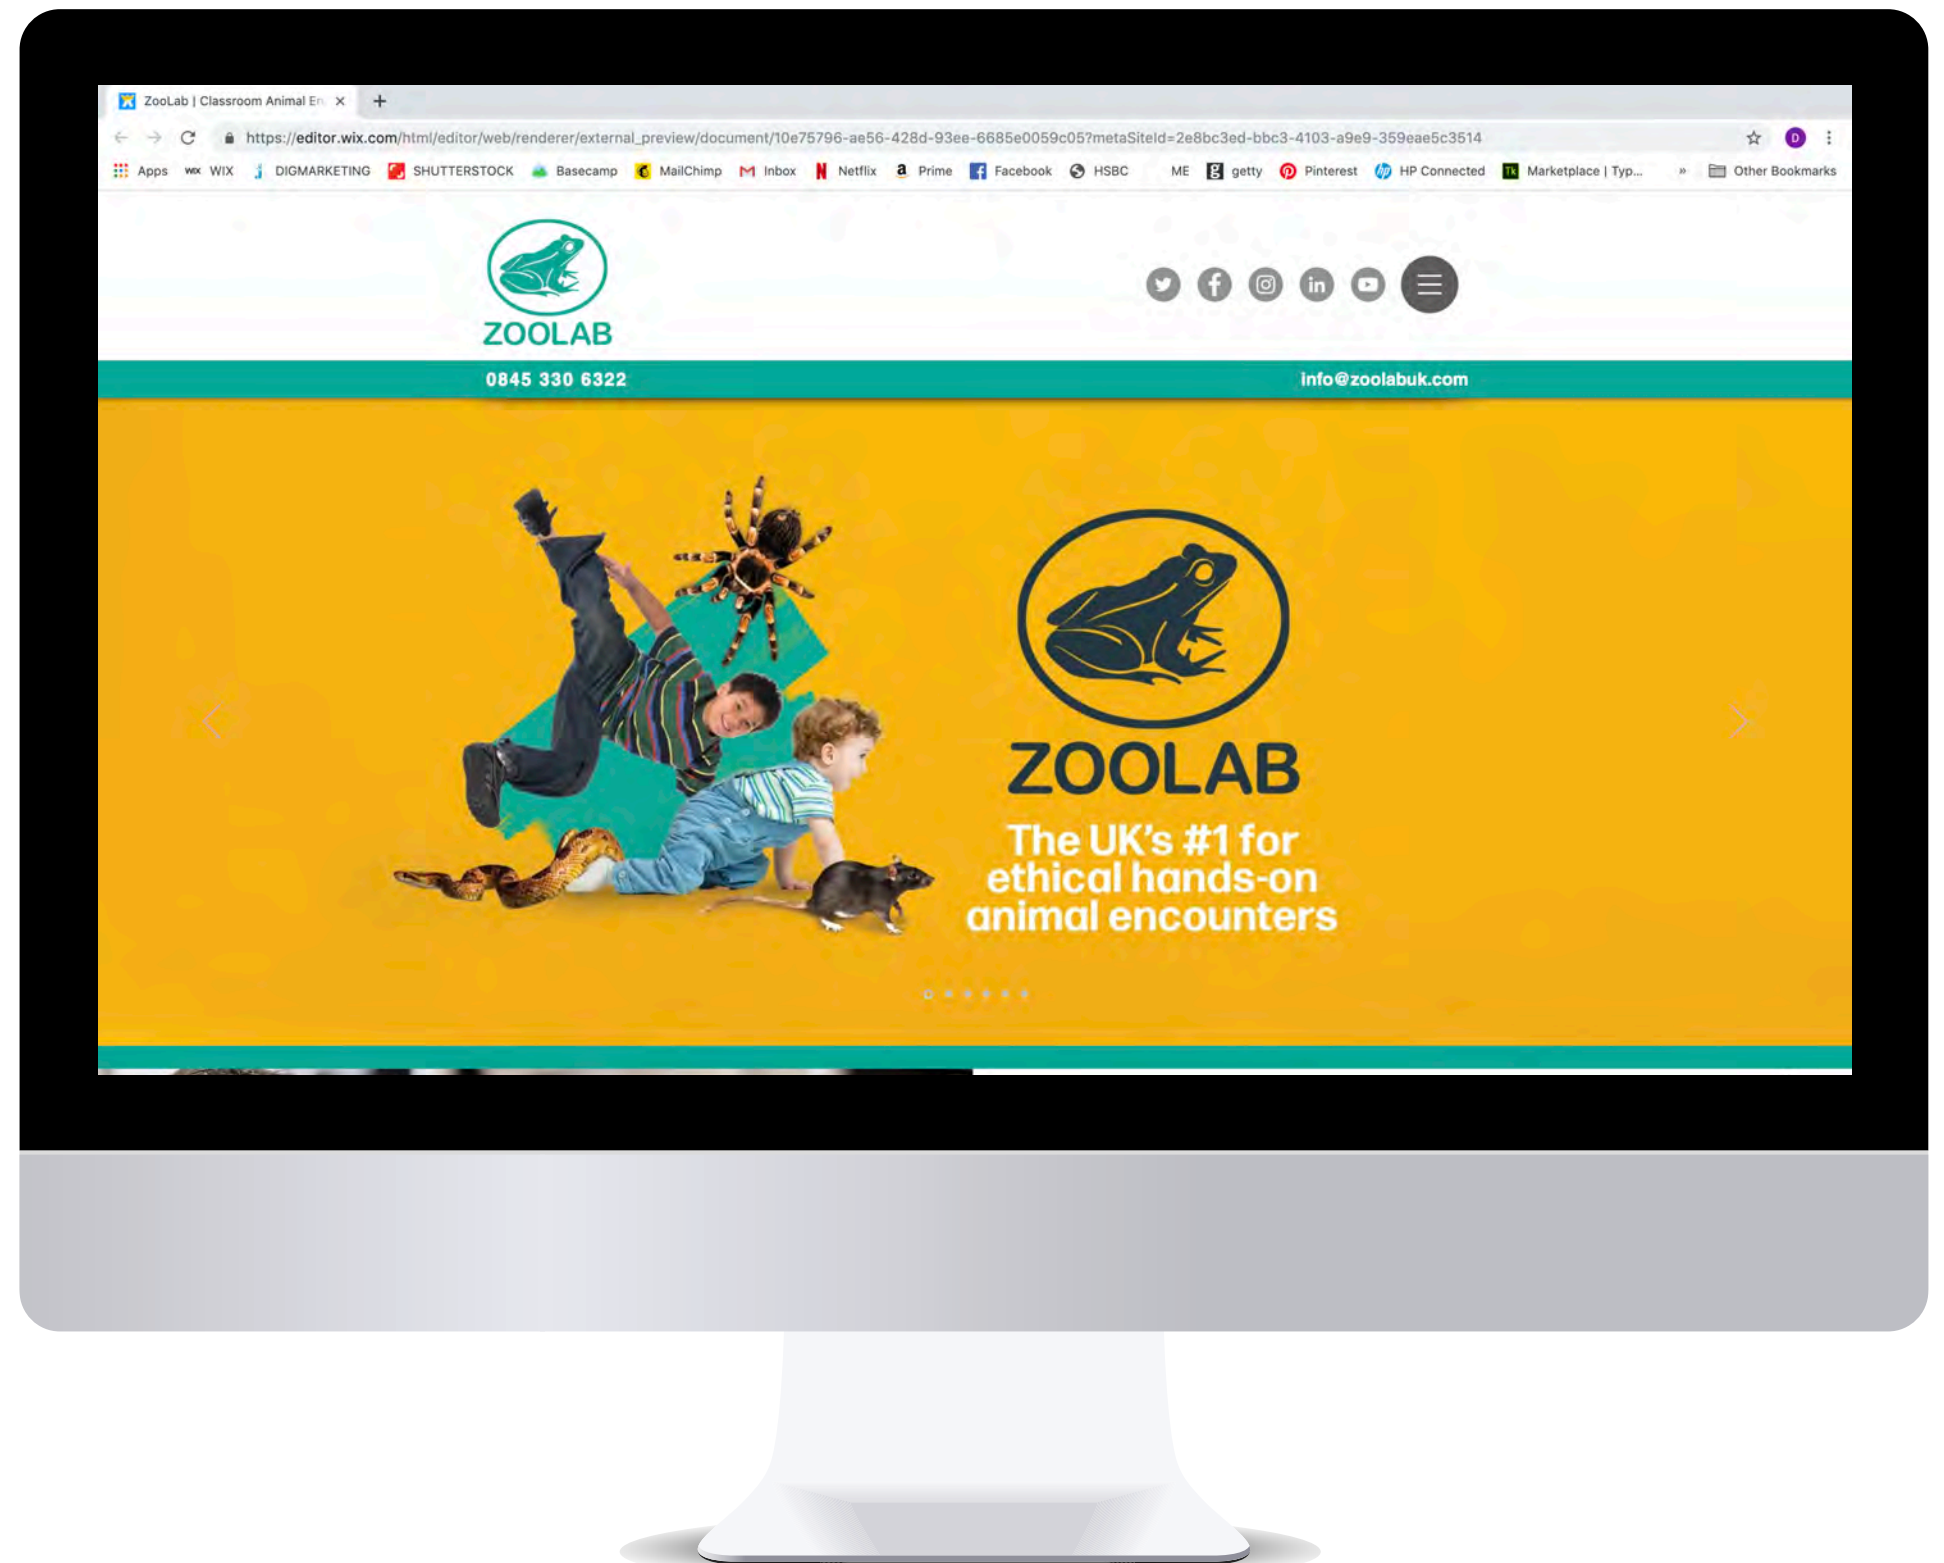 ZooLab | Classroom Animal En
https://editor.wix.com/html/editor/web/renderer/external_preview/document/10e75796-ae56-428d-93ee-6685e0059c05?metaSiteId=2e8bc3ed-bbc3-4103-a9e9-359eae5c3514
D
Apps WIX WIX DIGMARKETING SHUTTERSTOCK Basecamp MailChimp Inbox Netflix Prime Facebook HSBC ME getty Pinterest HP Connected Marketplace | Typ... » Other Bookmarks
ZOOLAB
0845 330 6322 info@zoolabuk.com
ZOOLAB
The UK's #1 for
ethical hands-on
animal encounters